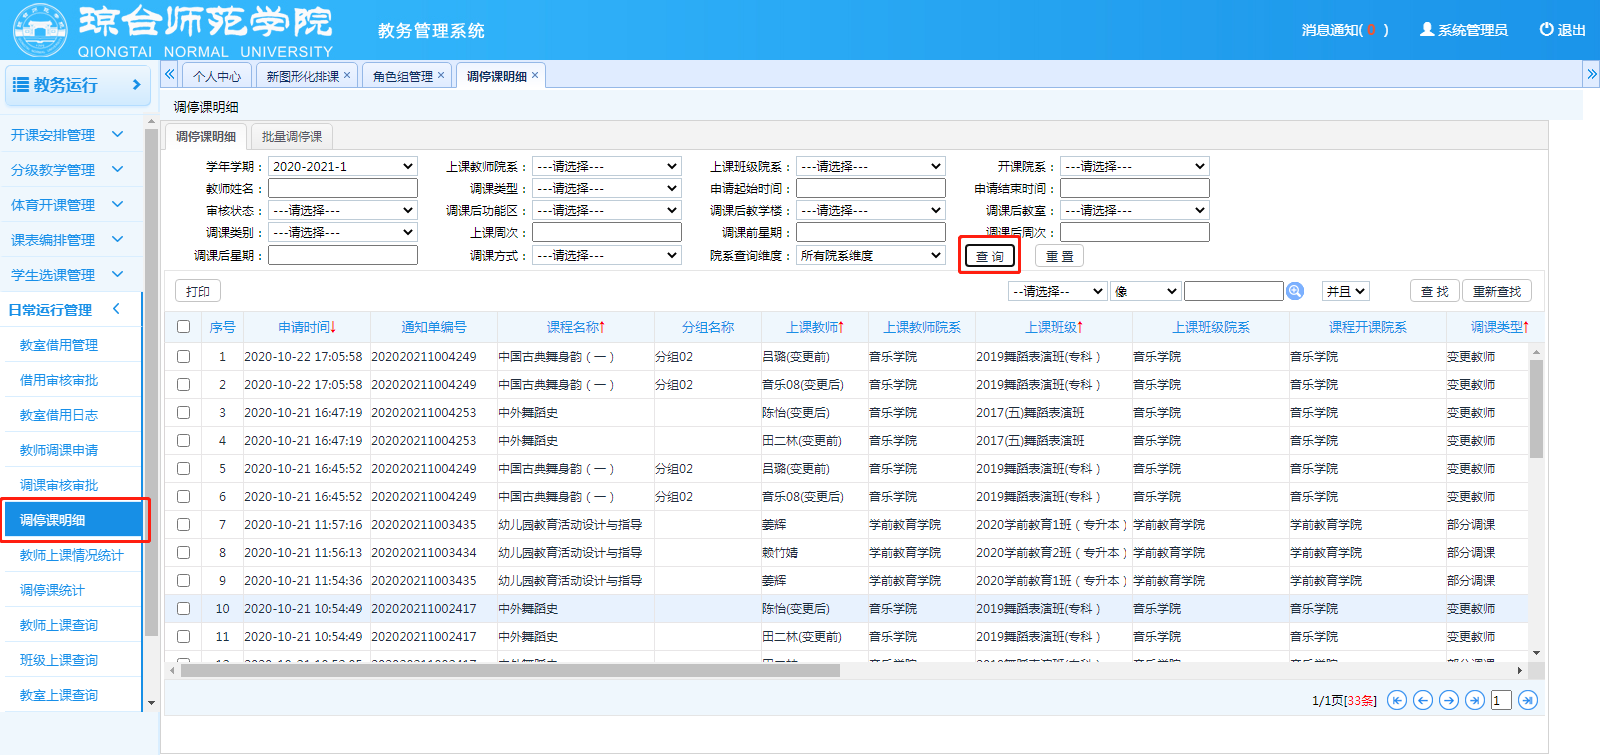 琼台师范学院
QIONGTAI NORMAL UNIVERSITY
教务管理系统
消息通知( 0 )
系统管理员
退出
教务运行
个人中心
新图形化排课 ×
角色组管理 ×
调停课明细 ×
开课安排管理
分级教学管理
体育开课管理
课表编排管理
学生选课管理
日常运行管理
教室借用管理
借用审核审批
教室借用日志
教师调课申请
调课审核审批
调停课明细
教师上课情况统计
调停课统计
教师上课查询
班级上课查询
教室上课查询
调停课明细
调停课明细 批量调停课
学年学期： 2020-2021-1 上课教师院系： ---请选择--- 上课班级院系： ---请选择--- 开课院系： ---请选择---
教师姓名： 调课类型： ---请选择--- 申请起始时间： 申请结束时间：
审核状态： ---请选择--- 调课后功能区： ---请选择--- 调课后教学楼： ---请选择--- 调课后教室： ---请选择---
调课类别： ---请选择--- 上课周次： 调课前星期： 调课后周次：
调课后星期： 调课方式： ---请选择--- 院系查询维度： 所有院系维度 查 询 重 置
打印 --请选择-- 像 并且 查 找 重新查找
序号 申请时间↓ 通知单编号 课程名称↑ 分组名称 上课教师↑ 上课教师院系 上课班级↑ 上课班级院系 课程开课院系 调课类型↑
1 2020-10-22 17:05:58 202020211004249 中国古典舞身韵（一） 分组02 吕璐(变更前) 音乐学院 2019舞蹈表演班(专科） 音乐学院 音乐学院 变更教师
2 2020-10-22 17:05:58 202020211004249 中国古典舞身韵（一） 分组02 音乐08(变更后) 音乐学院 2019舞蹈表演班(专科） 音乐学院 音乐学院 变更教师
3 2020-10-21 16:47:19 202020211004253 中外舞蹈史 陈怡(变更后) 音乐学院 2017(五)舞蹈表演班 音乐学院 音乐学院 变更教师
4 2020-10-21 16:47:19 202020211004253 中外舞蹈史 田二林(变更前) 音乐学院 2017(五)舞蹈表演班 音乐学院 音乐学院 变更教师
5 2020-10-21 16:45:52 202020211004249 中国古典舞身韵（一） 分组02 吕璐(变更前) 音乐学院 2019舞蹈表演班(专科） 音乐学院 音乐学院 变更教师
6 2020-10-21 16:45:52 202020211004249 中国古典舞身韵（一） 分组02 音乐08(变更后) 音乐学院 2019舞蹈表演班(专科） 音乐学院 音乐学院 变更教师
7 2020-10-21 11:57:16 202020211003435 幼儿园教育活动设计与指导 姜辉 学前教育学院 2020学前教育1班（专升本） 学前教育学院 学前教育学院 部分调课
8 2020-10-21 11:56:13 202020211003434 幼儿园教育活动设计与指导 赖竹婧 学前教育学院 2020学前教育2班（专升本） 学前教育学院 学前教育学院 部分调课
9 2020-10-21 11:54:36 202020211003435 幼儿园教育活动设计与指导 姜辉 学前教育学院 2020学前教育1班（专升本） 学前教育学院 学前教育学院 部分调课
10 2020-10-21 10:54:49 202020211002417 中外舞蹈史 陈怡(变更后) 音乐学院 2019舞蹈表演班(专科） 音乐学院 音乐学院 变更教师
11 2020-10-21 10:54:49 202020211002417 中外舞蹈史 田二林(变更前) 音乐学院 2019舞蹈表演班(专科） 音乐学院 音乐学院 变更教师
1/1页[33条] 1